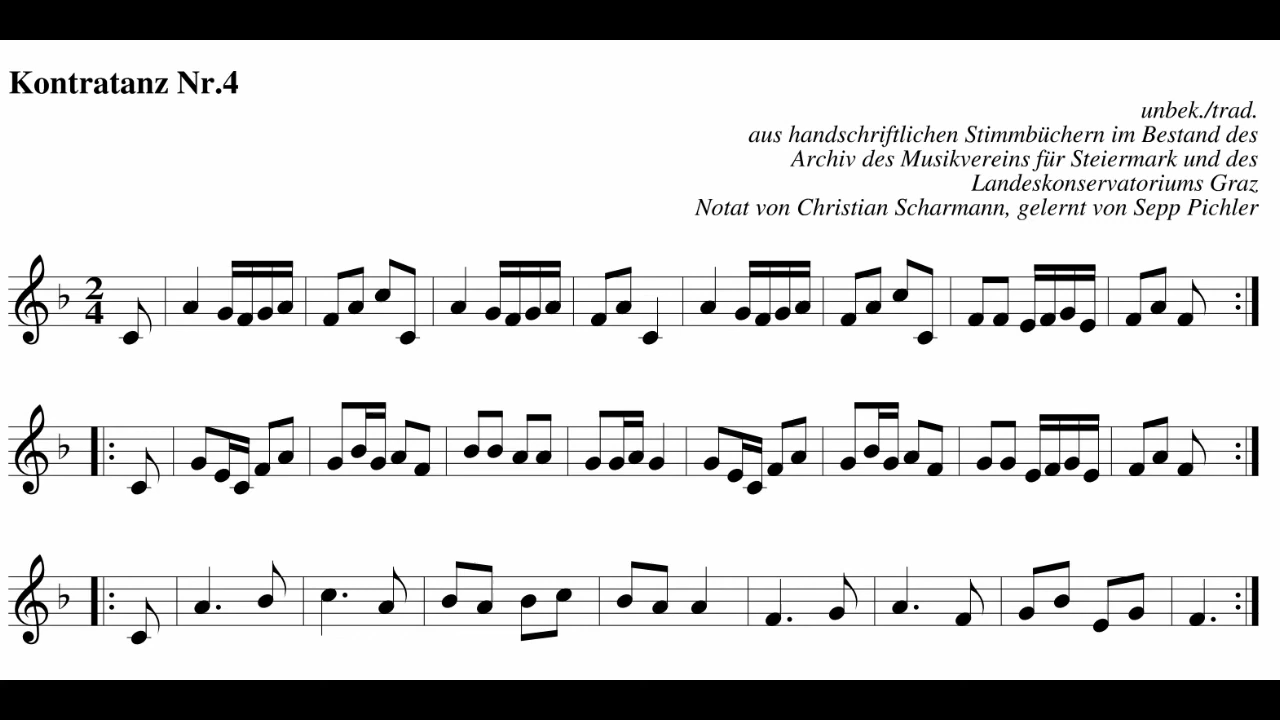 Kontratanz Nr.4
unbek./trad.
aus handschriftlichen Stimmbüchern im Bestand des
Archiv des Musikvereins für Steiermark und des
Landeskonservatoriums Graz
Notat von Christian Scharmann, gelernt von Sepp Pichler
2
4